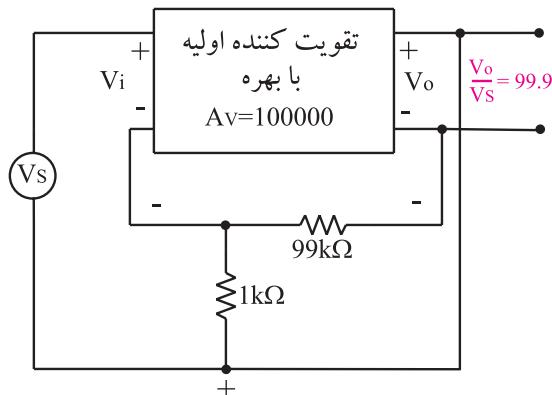 تقویت کننده اولیه
با بهره
Av=100000
+
Vi
-
+
Vo
-
Vo/Vs = 99.9
Vs
-
-
99kΩ
1kΩ
+